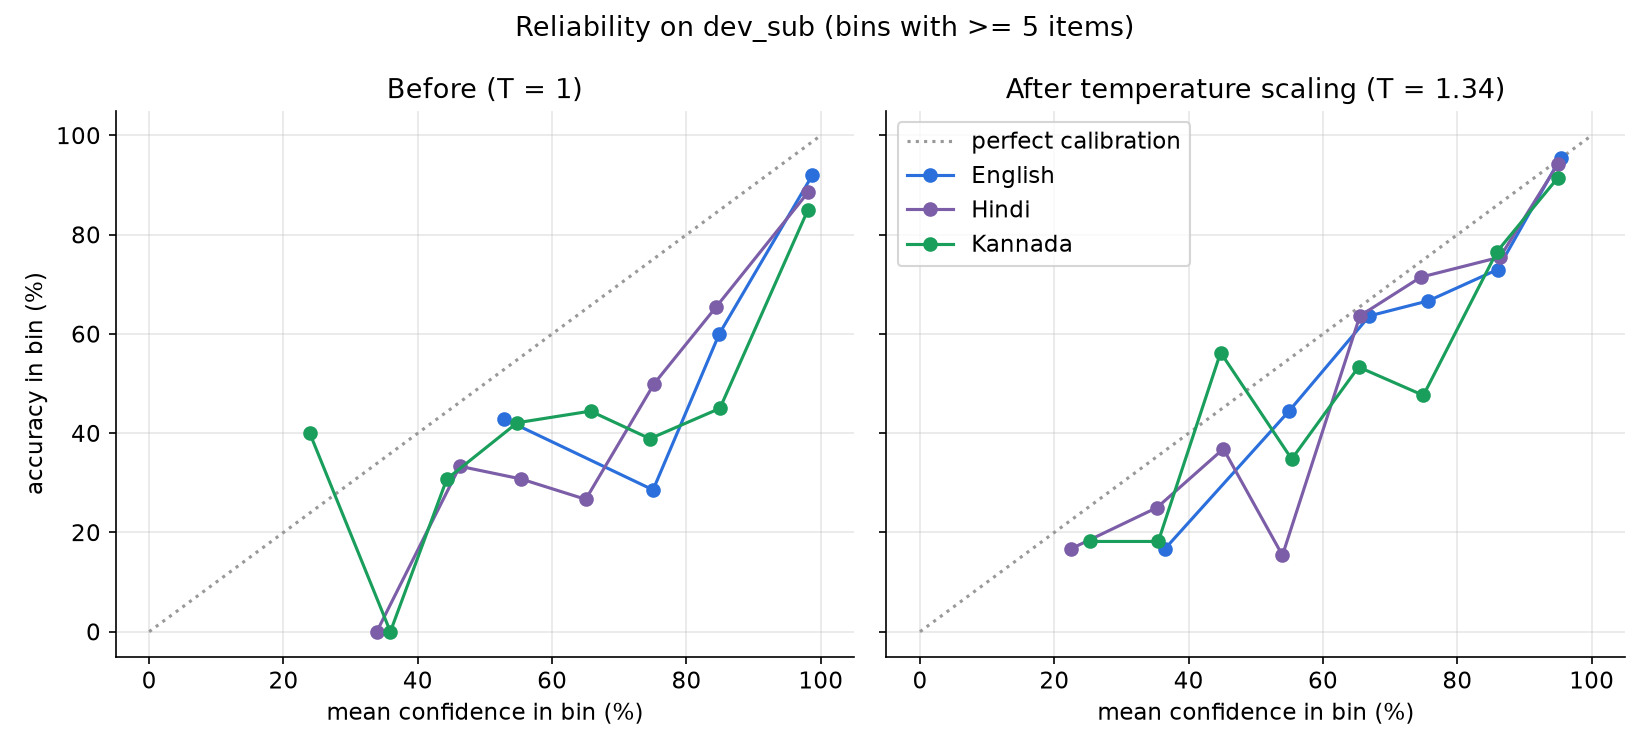 Reliability on dev_sub (bins with >= 5 items)
Before (T = 1)
accuracy in bin (%)
100
80
60
40
20
0
0 20 40 60 80 100
mean confidence in bin (%)
After temperature scaling (T = 1.34)
perfect calibration
English
Hindi
Kannada
0 20 40 60 80 100
mean confidence in bin (%)